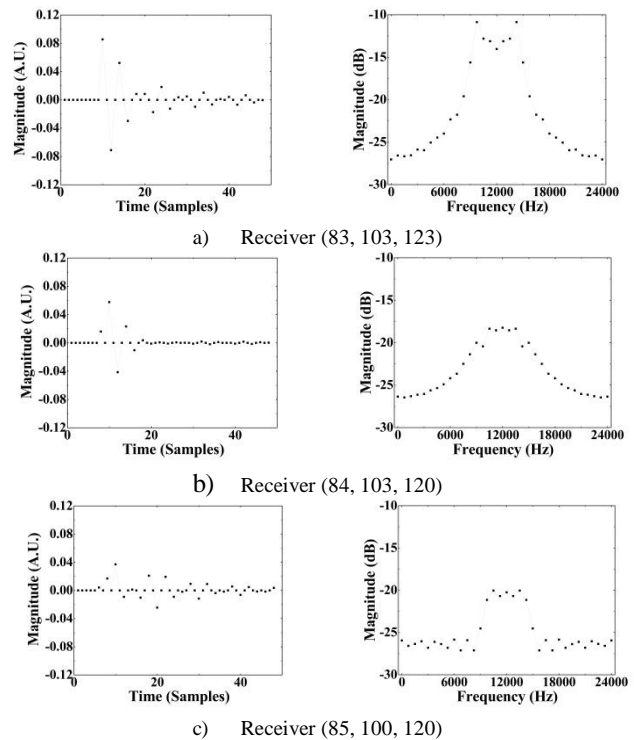 0.12
0.08
0.04
0.00
-0.04
-0.08
-0.12
Magnitude (A.U.)
0 20 40
Time (Samples)
-10
-15
-20
-25
-30
Magnitude (dB)
0 6000 12000 18000 24000
Frequency (Hz)
a) Receiver (83, 103, 123)
0.12
0.08
0.04
0.00
-0.04
-0.08
-0.12
Magnitude (A.U.)
0 20 40
Time (Samples)
-10
-15
-20
-25
-30
Magnitude (dB)
0 6000 12000 18000 24000
Frequency (Hz)
b) Receiver (84, 103, 120)
0.12
0.08
0.04
0.00
-0.04
-0.08
-0.12
Magnitude (A.U.)
0 20 40
Time (Samples)
-10
-15
-20
-25
-30
Magnitude (dB)
0 6000 12000 18000 24000
Frequency (Hz)
c) Receiver (85, 100, 120)